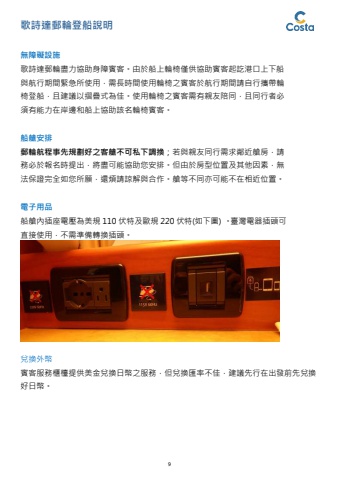 歌詩達郵輪登船說明
Costa
無障礙設施
歌詩達郵輪盡力協助身障賓客。由於船上輪椅僅供協助賓客起訖港口上下船
與航行期間緊急所使用，需長時間使用輪椅之賓客於航行期間請自行攜帶輪
椅登船，且建議以摺疊式為佳。使用輪椅之賓客需有親友陪同，且同行者必
須有能力在岸邊和船上協助該名輪椅賓客。
船艙安排
郵輪航程事先規劃好之客艙不可私下調換；若與親友同行需求鄰近艙房，請
務必於報名時提出，將盡可能協助您安排。但由於房型位置及其他因素，無
法保證完全如您所願，還煩請諒解與合作。艙等不同亦可能不在相近位置。
電子用品
船艙內插座電壓為美規 110 伏特及歐規 220 伏特(如下圖) 。臺灣電器插頭可
直接使用，不需準備轉換插頭。
兌換外幣
賓客服務櫃檯提供美金兌換日幣之服務，但兌換匯率不佳，建議先行在出發前先兌換
好日幣。
9